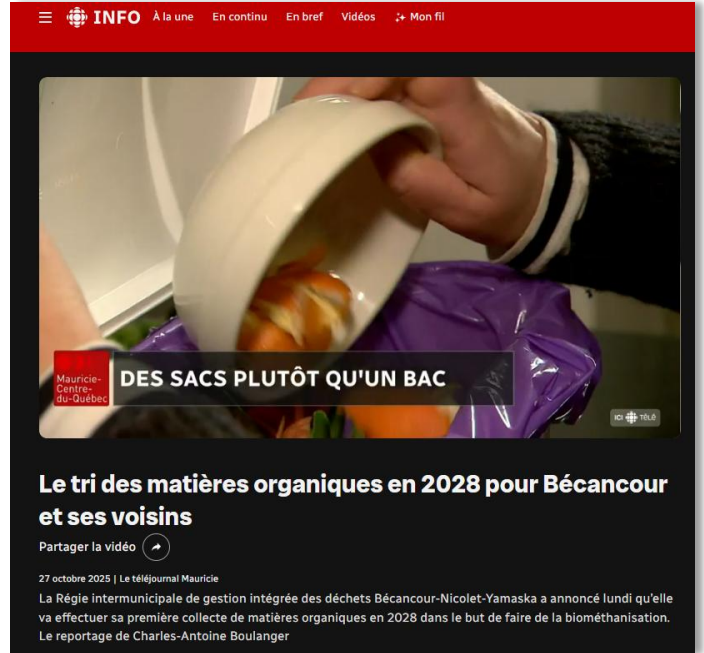 INFO À la une En continu En bref Vidéos Mon fil
Mauricie-
Centre-
du-Québec
DES SACS PLUTÔT QU'UN BAC
ICI TÉLÉ
Le tri des matières organiques en 2028 pour Bécancour
et ses voisins
Partager la vidéo
27 octobre 2025 | Le téléjournal Mauricie
La Régie intermunicipale de gestion intégrée des déchets Bécancour-Nicolet-Yamaska a annoncé lundi qu'elle
va effectuer sa première collecte de matières organiques en 2028 dans le but de faire de la biométhanisation.
Le reportage de Charles-Antoine Boulanger